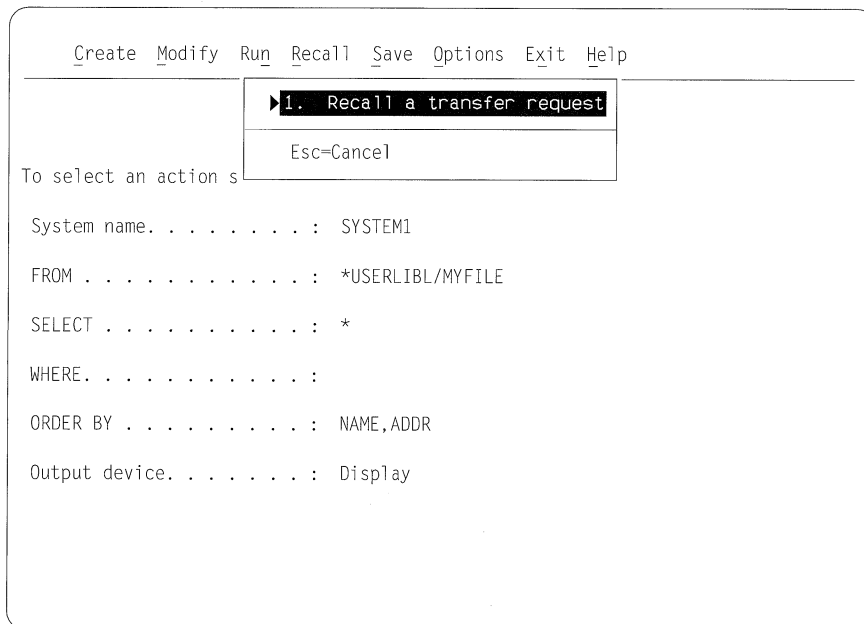 Create Modify Run Recall Save Options Exit Help
1. Recall a transfer request
Esc=Cancel
To select an action s
System name. . . . . . . . : SYSTEM1
FROM . . . . . . . . . . . : *USERLIBL/MYFILE
SELECT . . . . . . . . . . : *
WHERE. . . . . . . . . . . :
ORDER BY . . . . . . . . . : NAME,ADDR
Output device. . . . . . . : Display